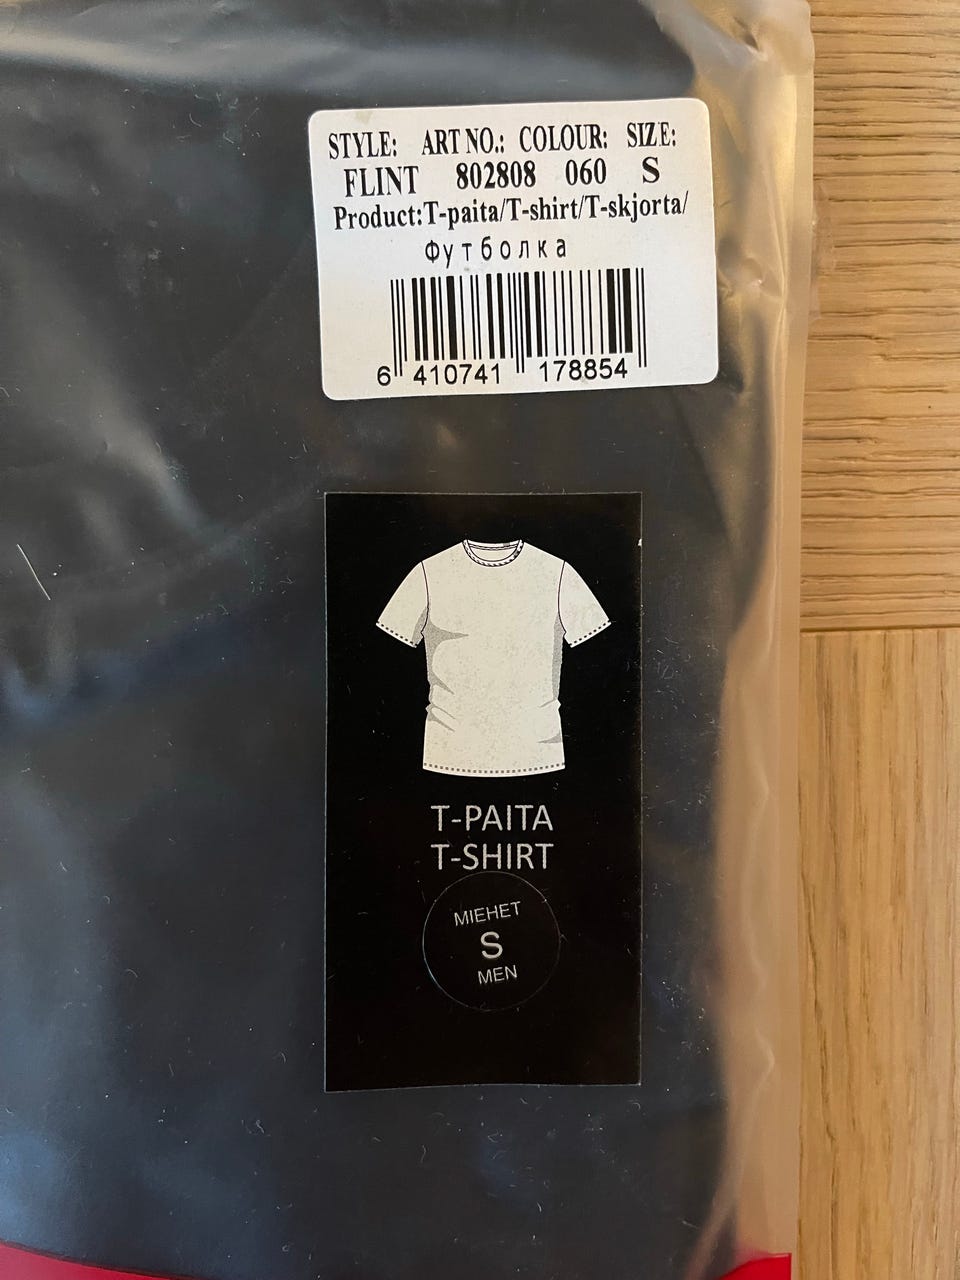 STYLE: ART NO.: COLOUR: SIZE:
FLINT 802808 060 S
Product:T-paita/T-shirt/T-skjorta/
Футболка
6 410741 178854
T-PAITA
T-SHIRT
MIEHET
S
MEN